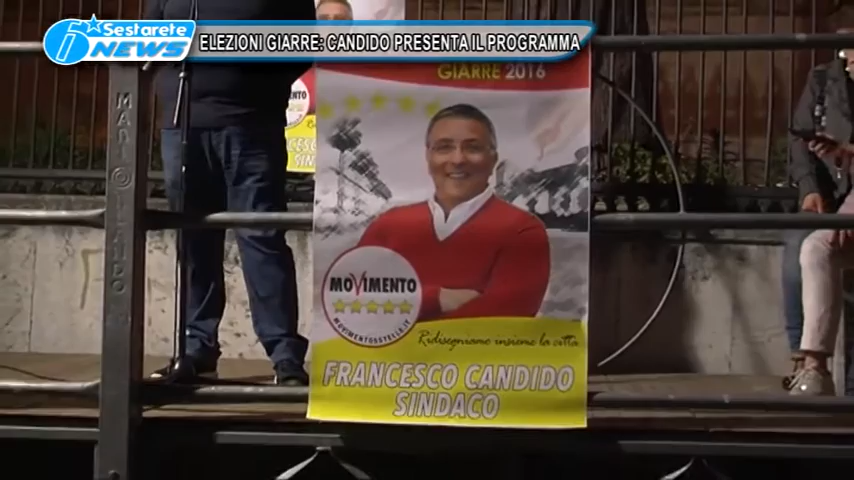 6 Sestarete NEWS
ELEZIONI GIARRE: CANDIDO PRESENTA IL PROGRAMMA
GIARRE 2016
MOVIMENTO
MOVIMENTO5STELLE.IT
Ridisegniamo insieme la città
FRANCESCO CANDIDO
SINDACO